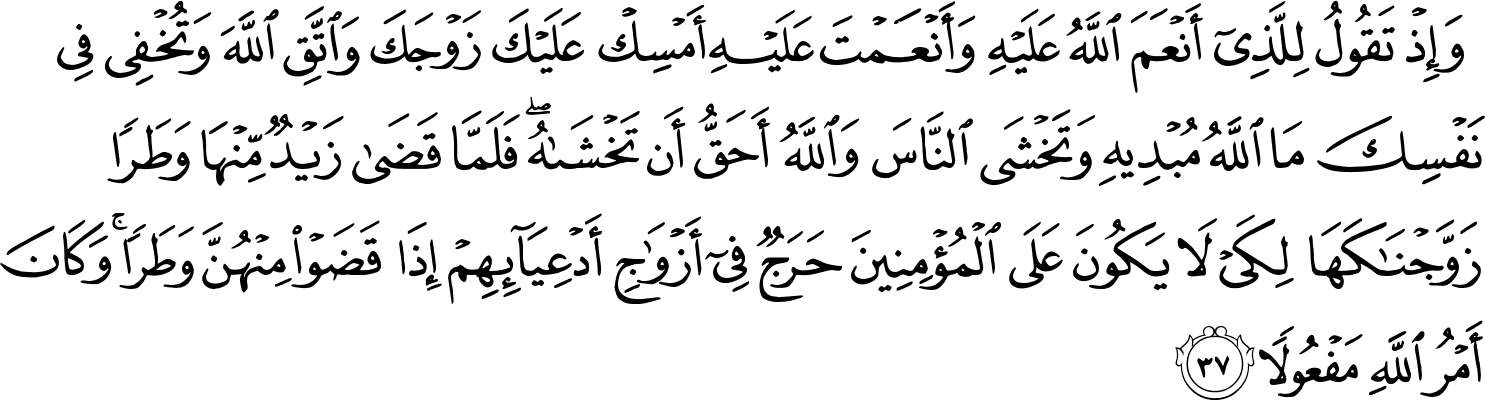 وَإِذْ تَقُولُ لِلَّذِىٓ أَنْعَمَ ٱللَّهُ عَلَيْهِ وَأَنْعَمْتَ عَلَيْهِ أَمْسِكْ عَلَيْكَ زَوْجَكَ وَٱتَّقِ ٱللَّهَ وَتُخْفِى فِى
نَفْسِكَ مَا ٱللَّهُ مُبْدِيهِ وَتَخْشَى ٱلنَّاسَ وَٱللَّهُ أَحَقُّ أَن تَخْشَىٰهُ ۖ فَلَمَّا قَضَىٰ زَيْدٌ مِّنْهَا وَطَرًا
زَوَّجْنَـٰكَهَا لِكَىْ لَا يَكُونَ عَلَى ٱلْمُؤْمِنِينَ حَرَجٌ فِىٓ أَزْوَٰجِ أَدْعِيَآئِهِمْ إِذَا قَضَوْا۟ مِنْهُنَّ وَطَرًا ۚ وَكَانَ
أَمْرُ ٱللَّهِ مَفْعُولًا ٣٧